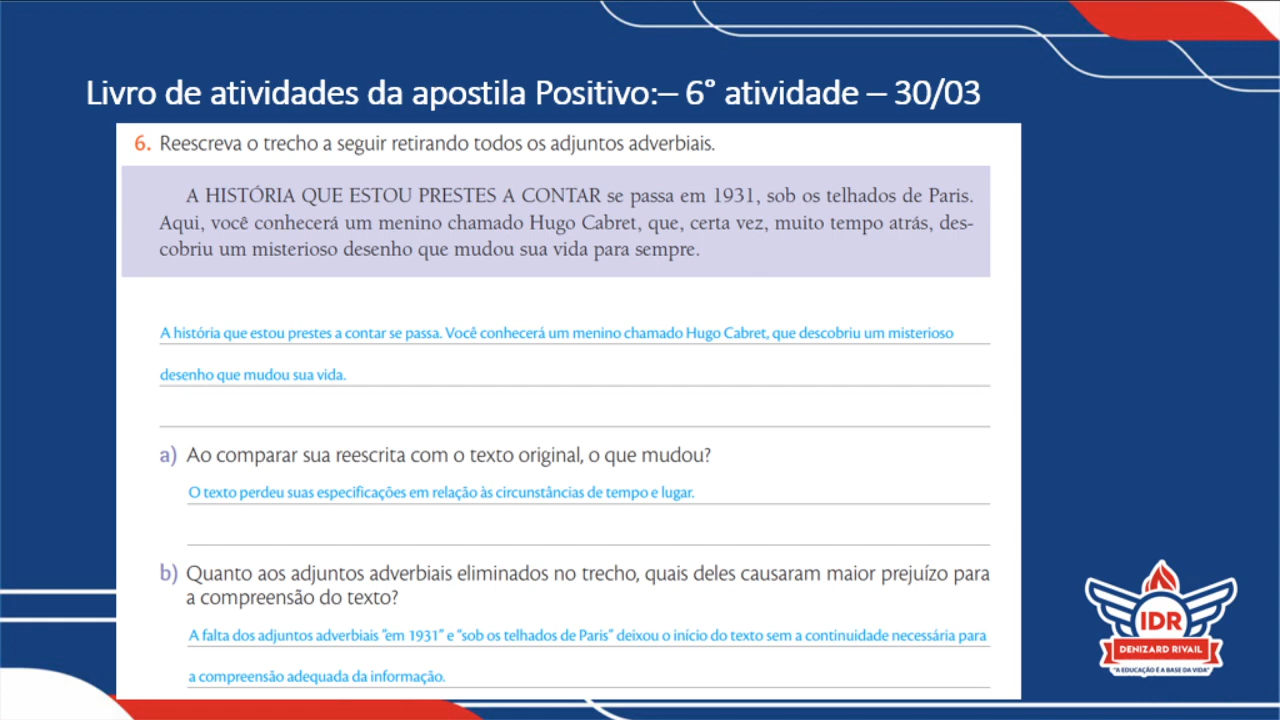 Livro de atividades da apostila Positivo:– 6° atividade – 30/03
6. Reescreva o trecho a seguir retirando todos os adjuntos adverbiais.
A HISTÓRIA QUE ESTOU PRESTES A CONTAR se passa em 1931, sob os telhados de Paris.
Aqui, você conhecerá um menino chamado Hugo Cabret, que, certa vez, muito tempo atrás, des-
cobriu um misterioso desenho que mudou sua vida para sempre.
A história que estou prestes a contar se passa. Você conhecerá um menino chamado Hugo Cabret, que descobriu um misterioso
desenho que mudou sua vida.
a) Ao comparar sua reescrita com o texto original, o que mudou?
O texto perdeu suas especificações em relação às circunstâncias de tempo e lugar.
b) Quanto aos adjuntos adverbiais eliminados no trecho, quais deles causaram maior prejuízo para
a compreensão do texto?
A falta dos adjuntos adverbiais "em 1931" e "sob os telhados de Paris" deixou o início do texto sem a continuidade necessária para
a compreensão adequada da informação.
IDR
DENIZARD RIVAIL
"A EDUCAÇÃO É A BASE DA VIDA"